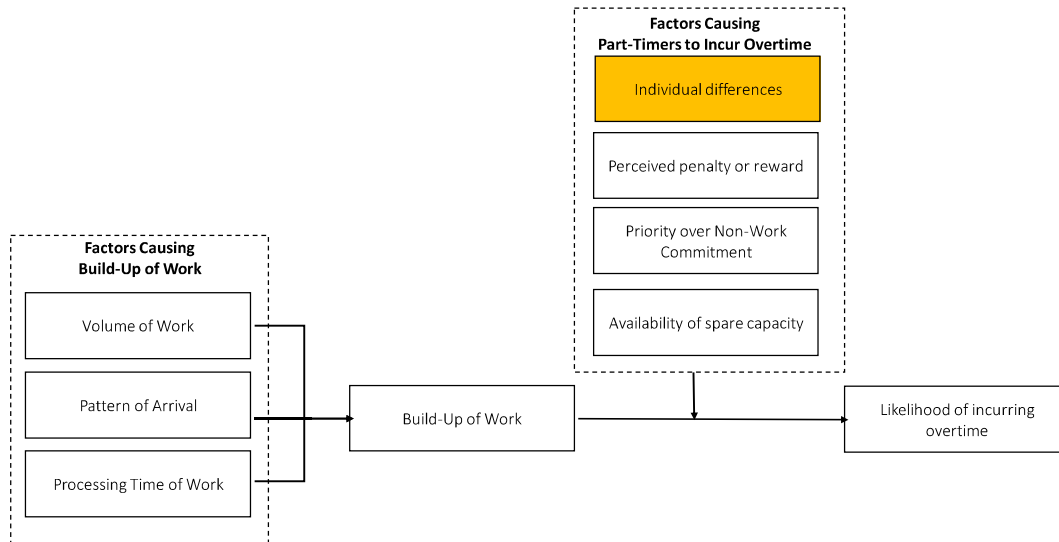 Factors Causing
Part-Timers to Incur Overtime
Individual differences
Perceived penalty or reward
Priority over Non-Work
Commitment
Availability of spare capacity
Factors Causing
Build-Up of Work
Volume of Work
Pattern of Arrival
Processing Time of Work
Build-Up of Work
Likelihood of incurring
overtime